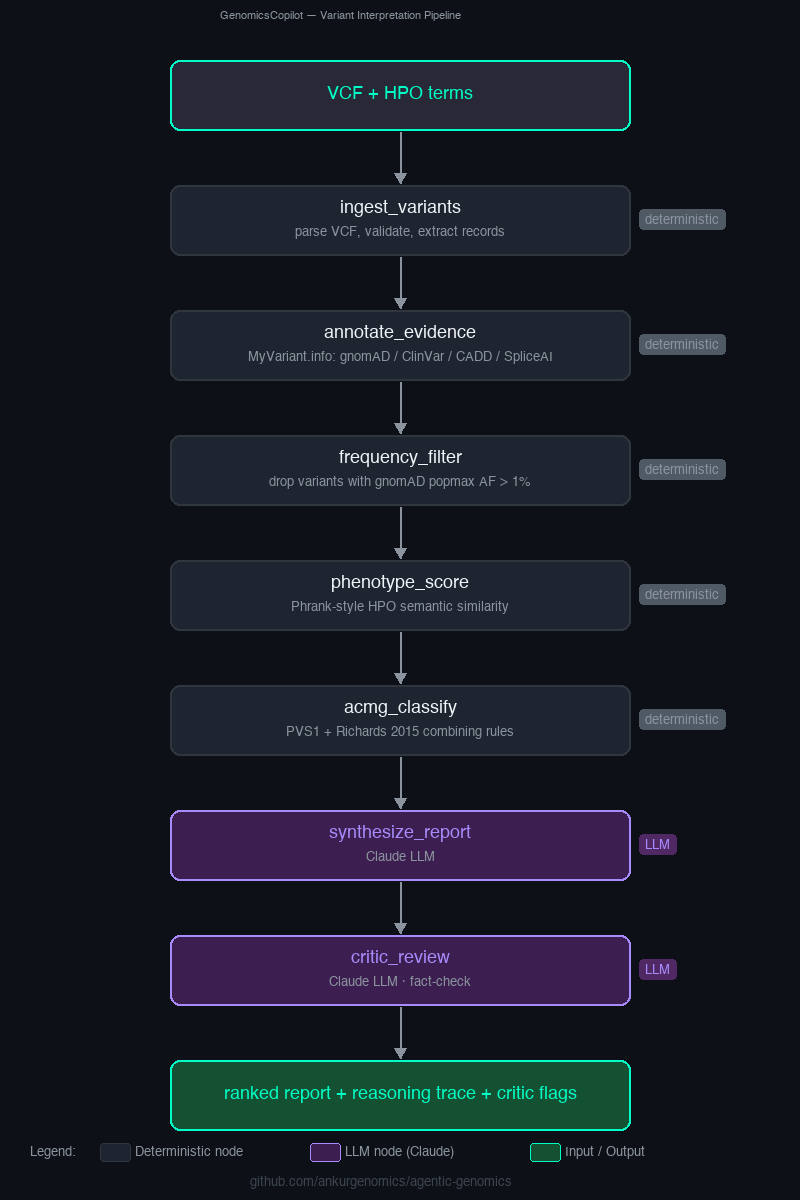 GenomicsCopilot — Variant Interpretation Pipeline
VCF + HPO terms
ingest_variants
parse VCF, validate, extract records
deterministic
annotate_evidence
MyVariant.info: gnomAD / ClinVar / CADD / SpliceAI
deterministic
frequency_filter
drop variants with gnomAD popmax AF > 1%
deterministic
phenotype_score
Phrank-style HPO semantic similarity
deterministic
acmg_classify
PVS1 + Richards 2015 combining rules
deterministic
synthesize_report
Claude LLM
LLM
critic_review
Claude LLM · fact-check
LLM
ranked report + reasoning trace + critic flags
Legend: Deterministic node LLM node (Claude) Input / Output
github.com/ankurgenomics/agentic-genomics